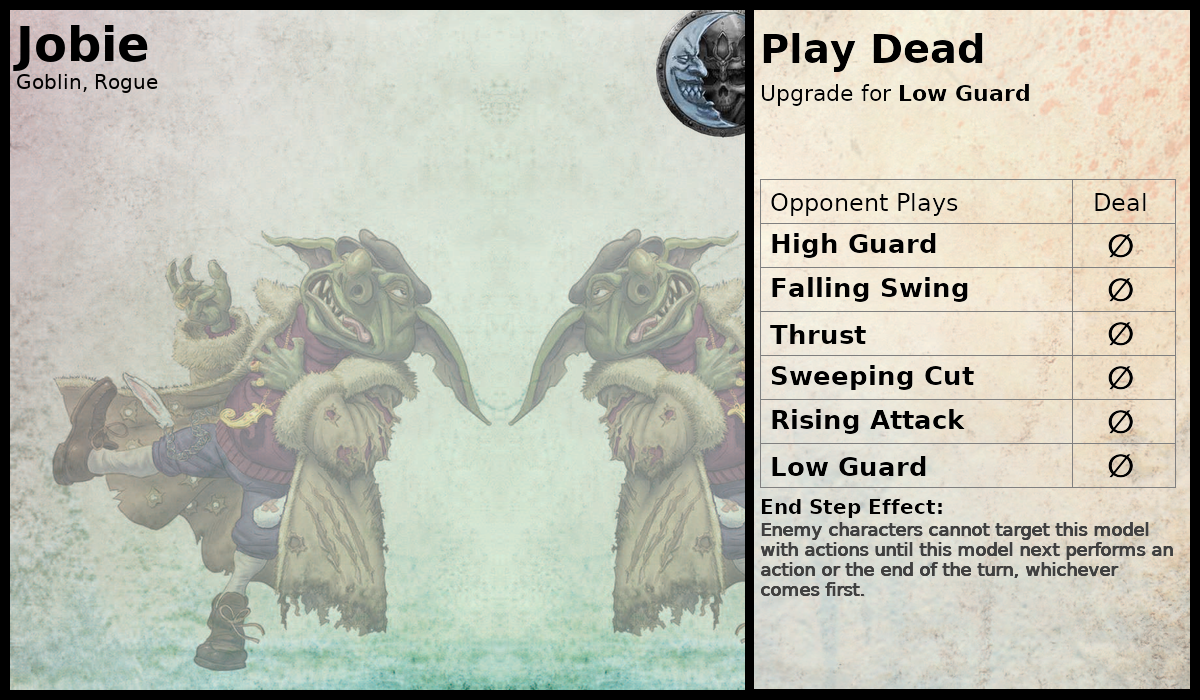 Jobie
Goblin, Rogue
Play Dead
Upgrade for Low Guard
Opponent Plays Deal
High Guard ∅
Falling Swing ∅
Thrust ∅
Sweeping Cut ∅
Rising Attack ∅
Low Guard ∅
End Step Effect:
Enemy characters cannot target this model
with actions until this model next performs an
action or the end of the turn, whichever
comes first.